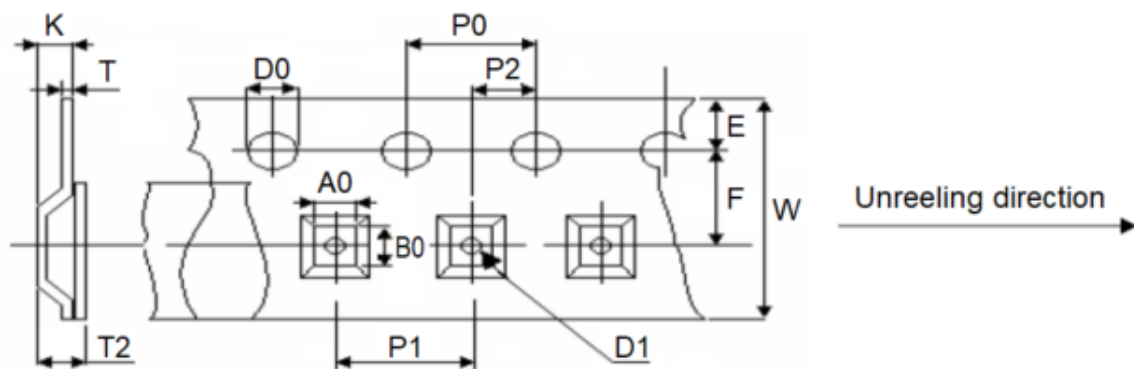 K
P0
T
D0
P2
E
A0
F
B0
W
Unreeling direction
T2
P1
D1